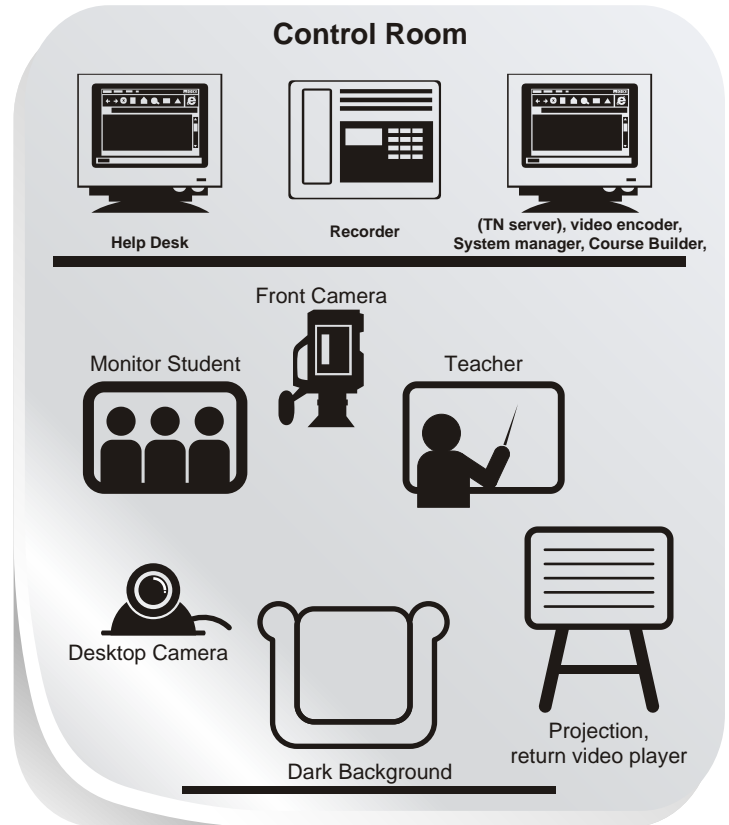 Control Room
Help Desk
Recorder
(TN server), video encoder,
System manager, Course Builder,
Front Camera
Monitor Student
Teacher
Desktop Camera
Projection,
return video player
Dark Background